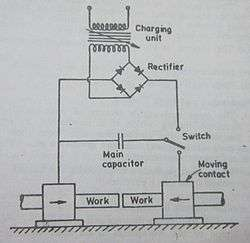 Charging
unit
Rectifier
Switch
Main
capacitor
Moving
contact
Work
Work